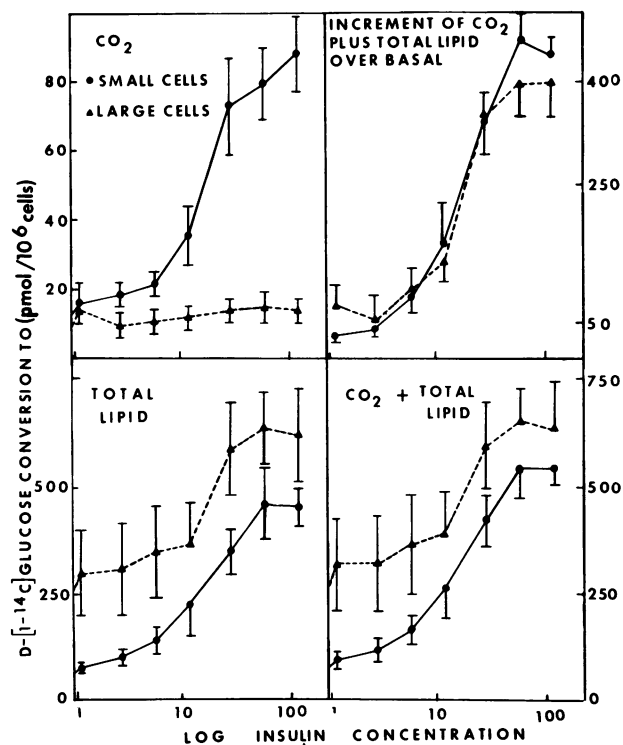 CO2
● SMALL CELLS
▲ LARGE CELLS
80
60
40
20
INCREMENT OF CO2
PLUS TOTAL LIPID
OVER BASAL
400
250
50
D-[1-14C]GLUCOSE CONVERSION TO (pmol/10^6 cells)
TOTAL
LIPID
500
250
0
CO2 + TOTAL
LIPID
750
500
250
0
1 10 100 1 10 100
LOG INSULIN CONCENTRATION